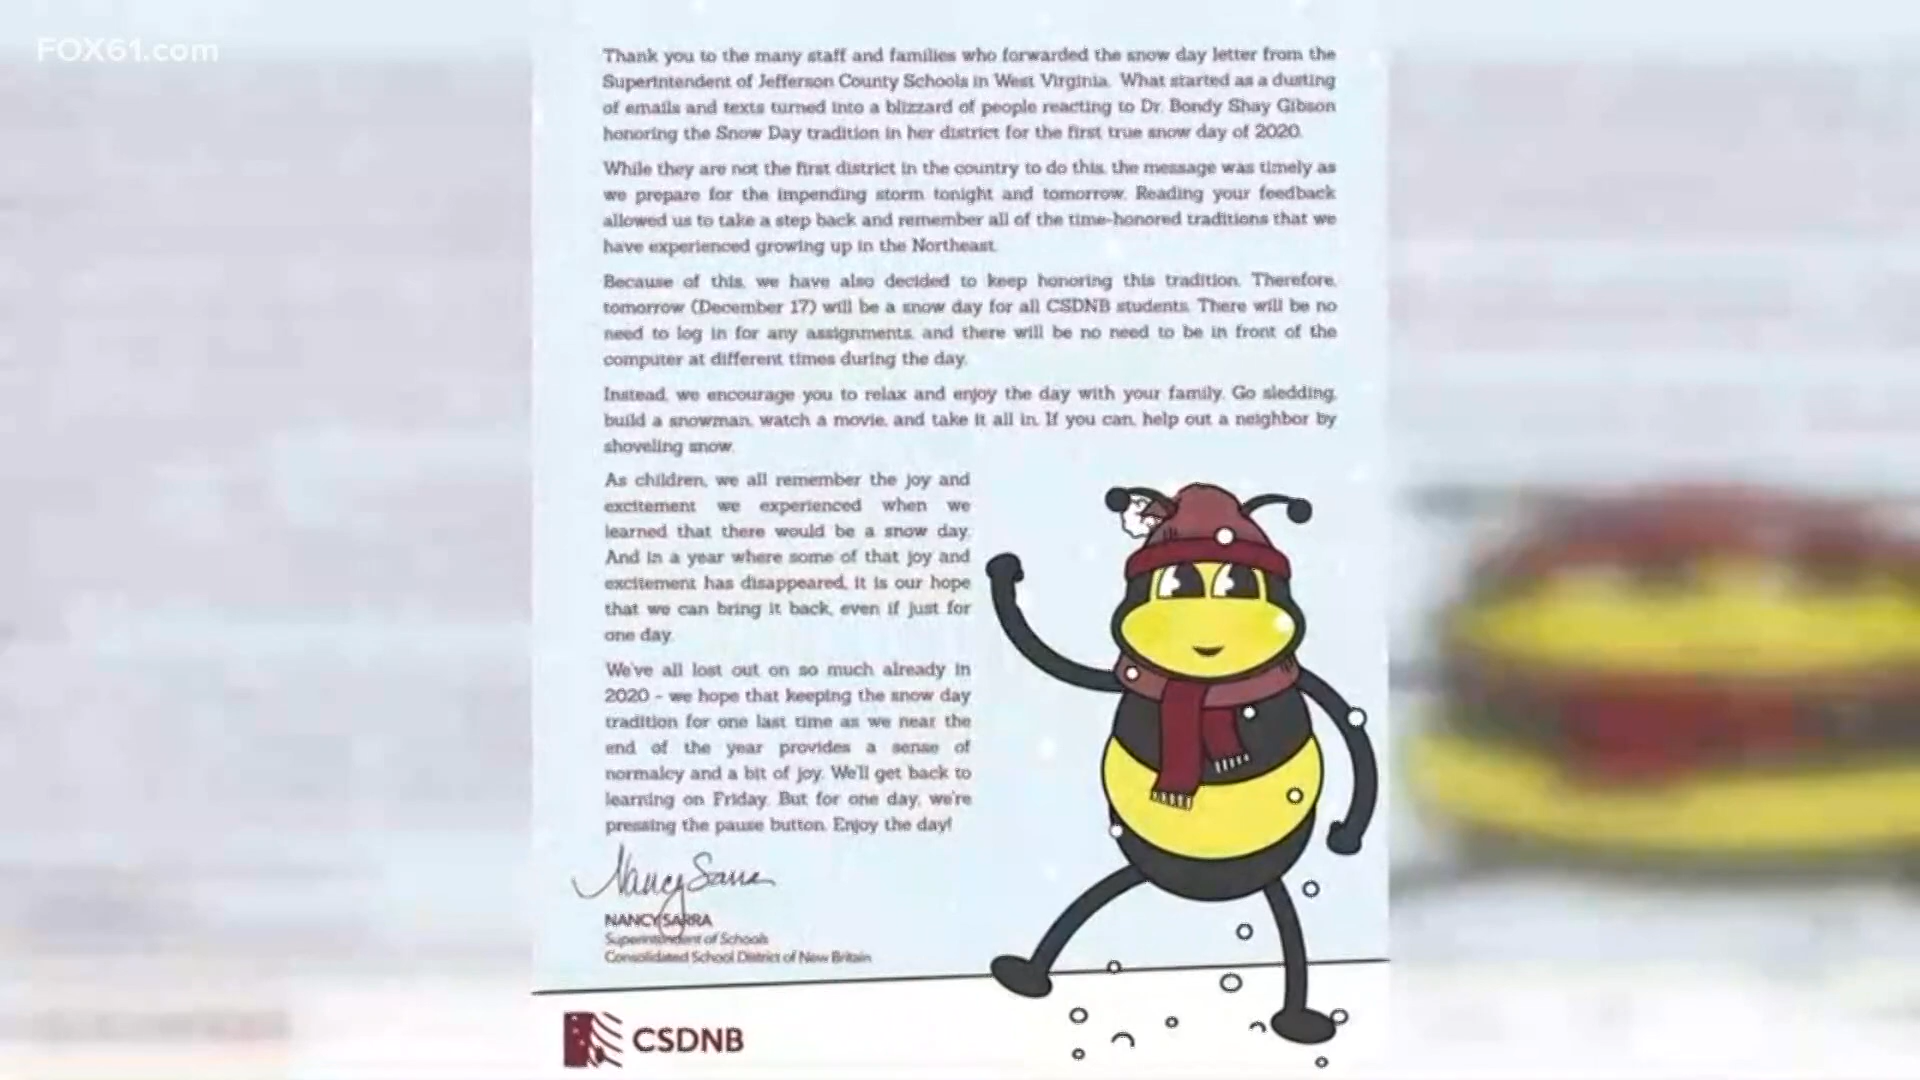 FOX61.com
Thank you to the many staff and families who forwarded the snow day letter from the
Superintendent of Jefferson County Schools in West Virginia. What started as a dusting
of emails and texts turned into a blizzard of people reacting to Dr. Bondy Shay Gibson
honoring the Snow Day tradition in her district for the first true snow day of 2020.
While they are not the first district in the country to do this, the message was timely as
we prepare for the impending storm tonight and tomorrow. Reading your feedback
allowed us to take a step back and remember all of the time-honored traditions that we
have experienced growing up in the Northeast.
Because of this, we have also decided to keep honoring this tradition. Therefore,
tomorrow (December 17) will be a snow day for all CSDNB students. There will be no
need to log in for any assignments, and there will be no need to be in front of the
computer at different times during the day.
Instead, we encourage you to relax and enjoy the day with your family. Go sledding,
build a snowman, watch a movie, and take it all in. If you can, help out a neighbor by
shoveling snow.
As children, we all remember the joy and
excitement we experienced when we
learned that there would be a snow day.
And in a year where some of that joy and
excitement has disappeared, it is our hope
that we can bring it back, even if just for
one day.
We've all lost out on so much already in
2020 - we hope that keeping the snow day
tradition for one last time as we near the
end of the year provides a sense of
normalcy and a bit of joy. We'll get back to
learning on Friday. But for one day, we're
pressing the pause button. Enjoy the day!
Nancy Sarra
NANCY SARRA
Superintendent of Schools
Consolidated School District of New Britain
CSDNB